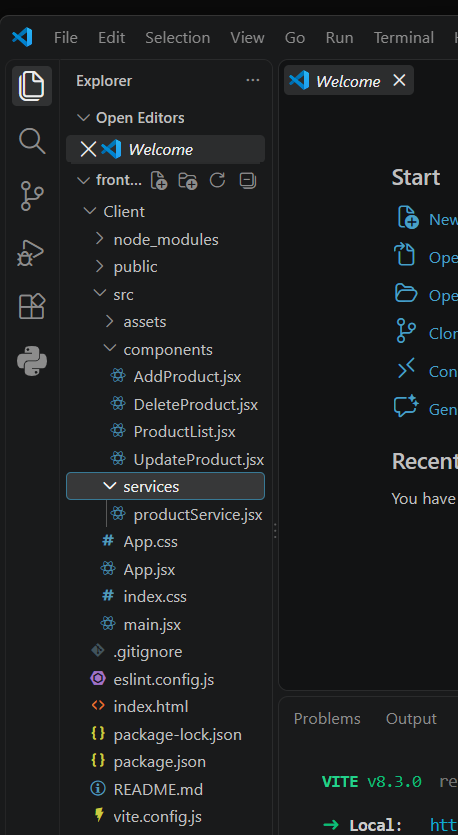 File Edit Selection View Go Run Terminal
Explorer
Welcome
Open Editors
Welcome
front...
Client
node_modules
public
src
assets
components
AddProduct.jsx
DeleteProduct.jsx
ProductList.jsx
UpdateProduct.jsx
services
productService.jsx
App.css
App.jsx
index.css
main.jsx
.gitignore
eslint.config.js
index.html
package-lock.json
package.json
README.md
vite.config.js
Start
New
Ope
Ope
Clon
Con
Gen
Recent
You have
Problems Output
VITE v8.3.0 re
➜ Local: htt